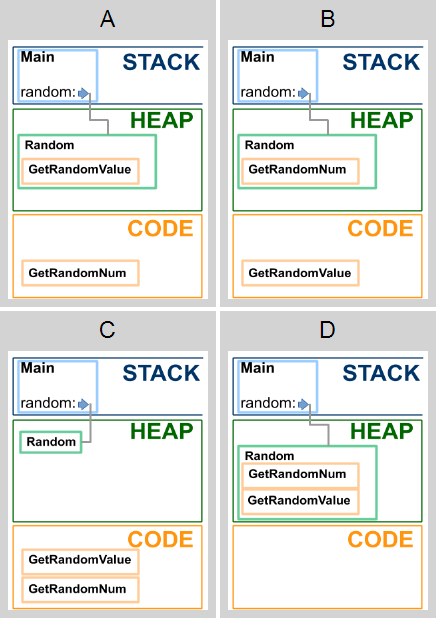 A
Main
STACK
random:
HEAP
Random
GetRandomValue
CODE
GetRandomNum
B
Main
STACK
random:
HEAP
Random
GetRandomNum
CODE
GetRandomValue
C
Main
STACK
random:
HEAP
Random
CODE
GetRandomValue
GetRandomNum
D
Main
STACK
random:
HEAP
Random
GetRandomNum
GetRandomValue
CODE